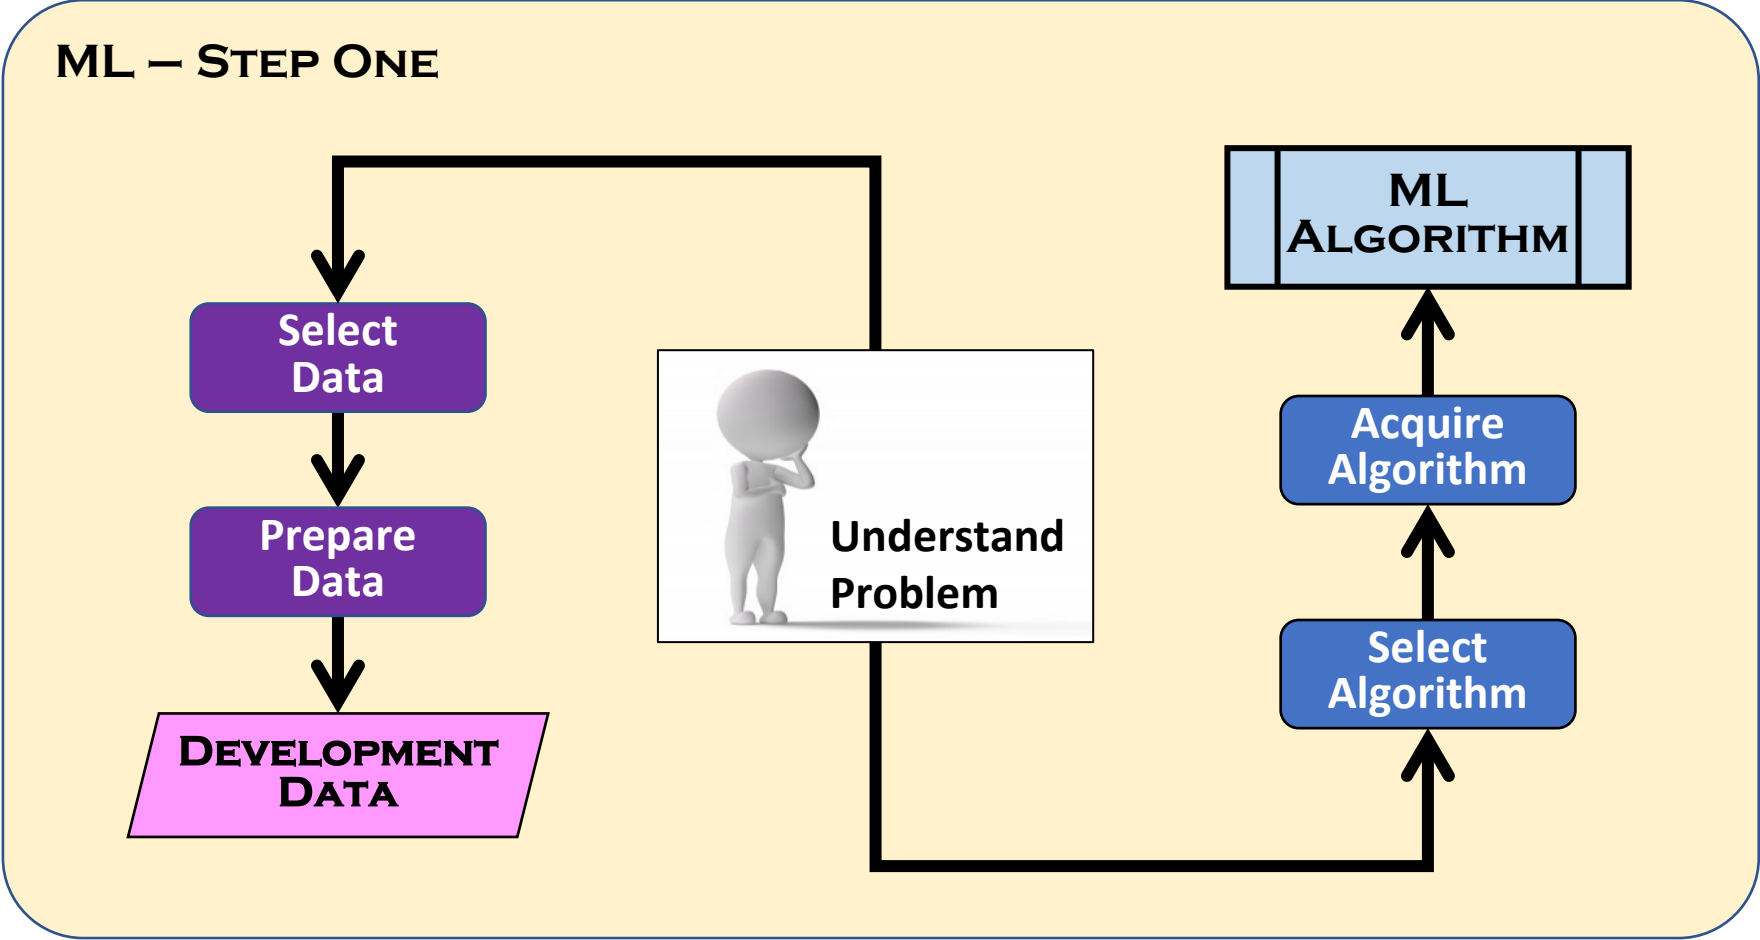 ML – STEP ONE
Select
Data
Prepare
Data
DEVELOPMENT
DATA
Understand
Problem
ML
ALGORITHM
Acquire
Algorithm
Select
Algorithm